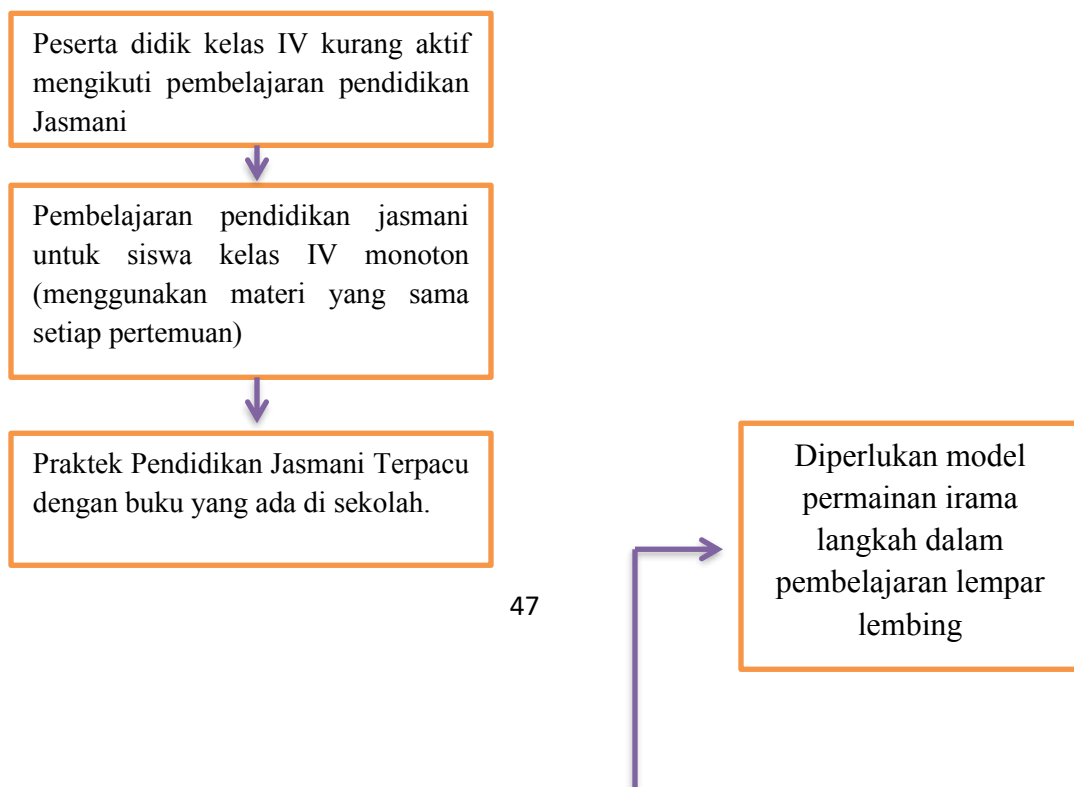 Peserta didik kelas IV kurang aktif
mengikuti pembelajaran pendidikan
Jasmani
Pembelajaran pendidikan jasmani
untuk siswa kelas IV monoton
(menggunakan materi yang sama
setiap pertemuan)
Praktek Pendidikan Jasmani Terpacu
dengan buku yang ada di sekolah.
Diperlukan model
permainan irama
langkah dalam
pembelajaran lempar
lembing
47